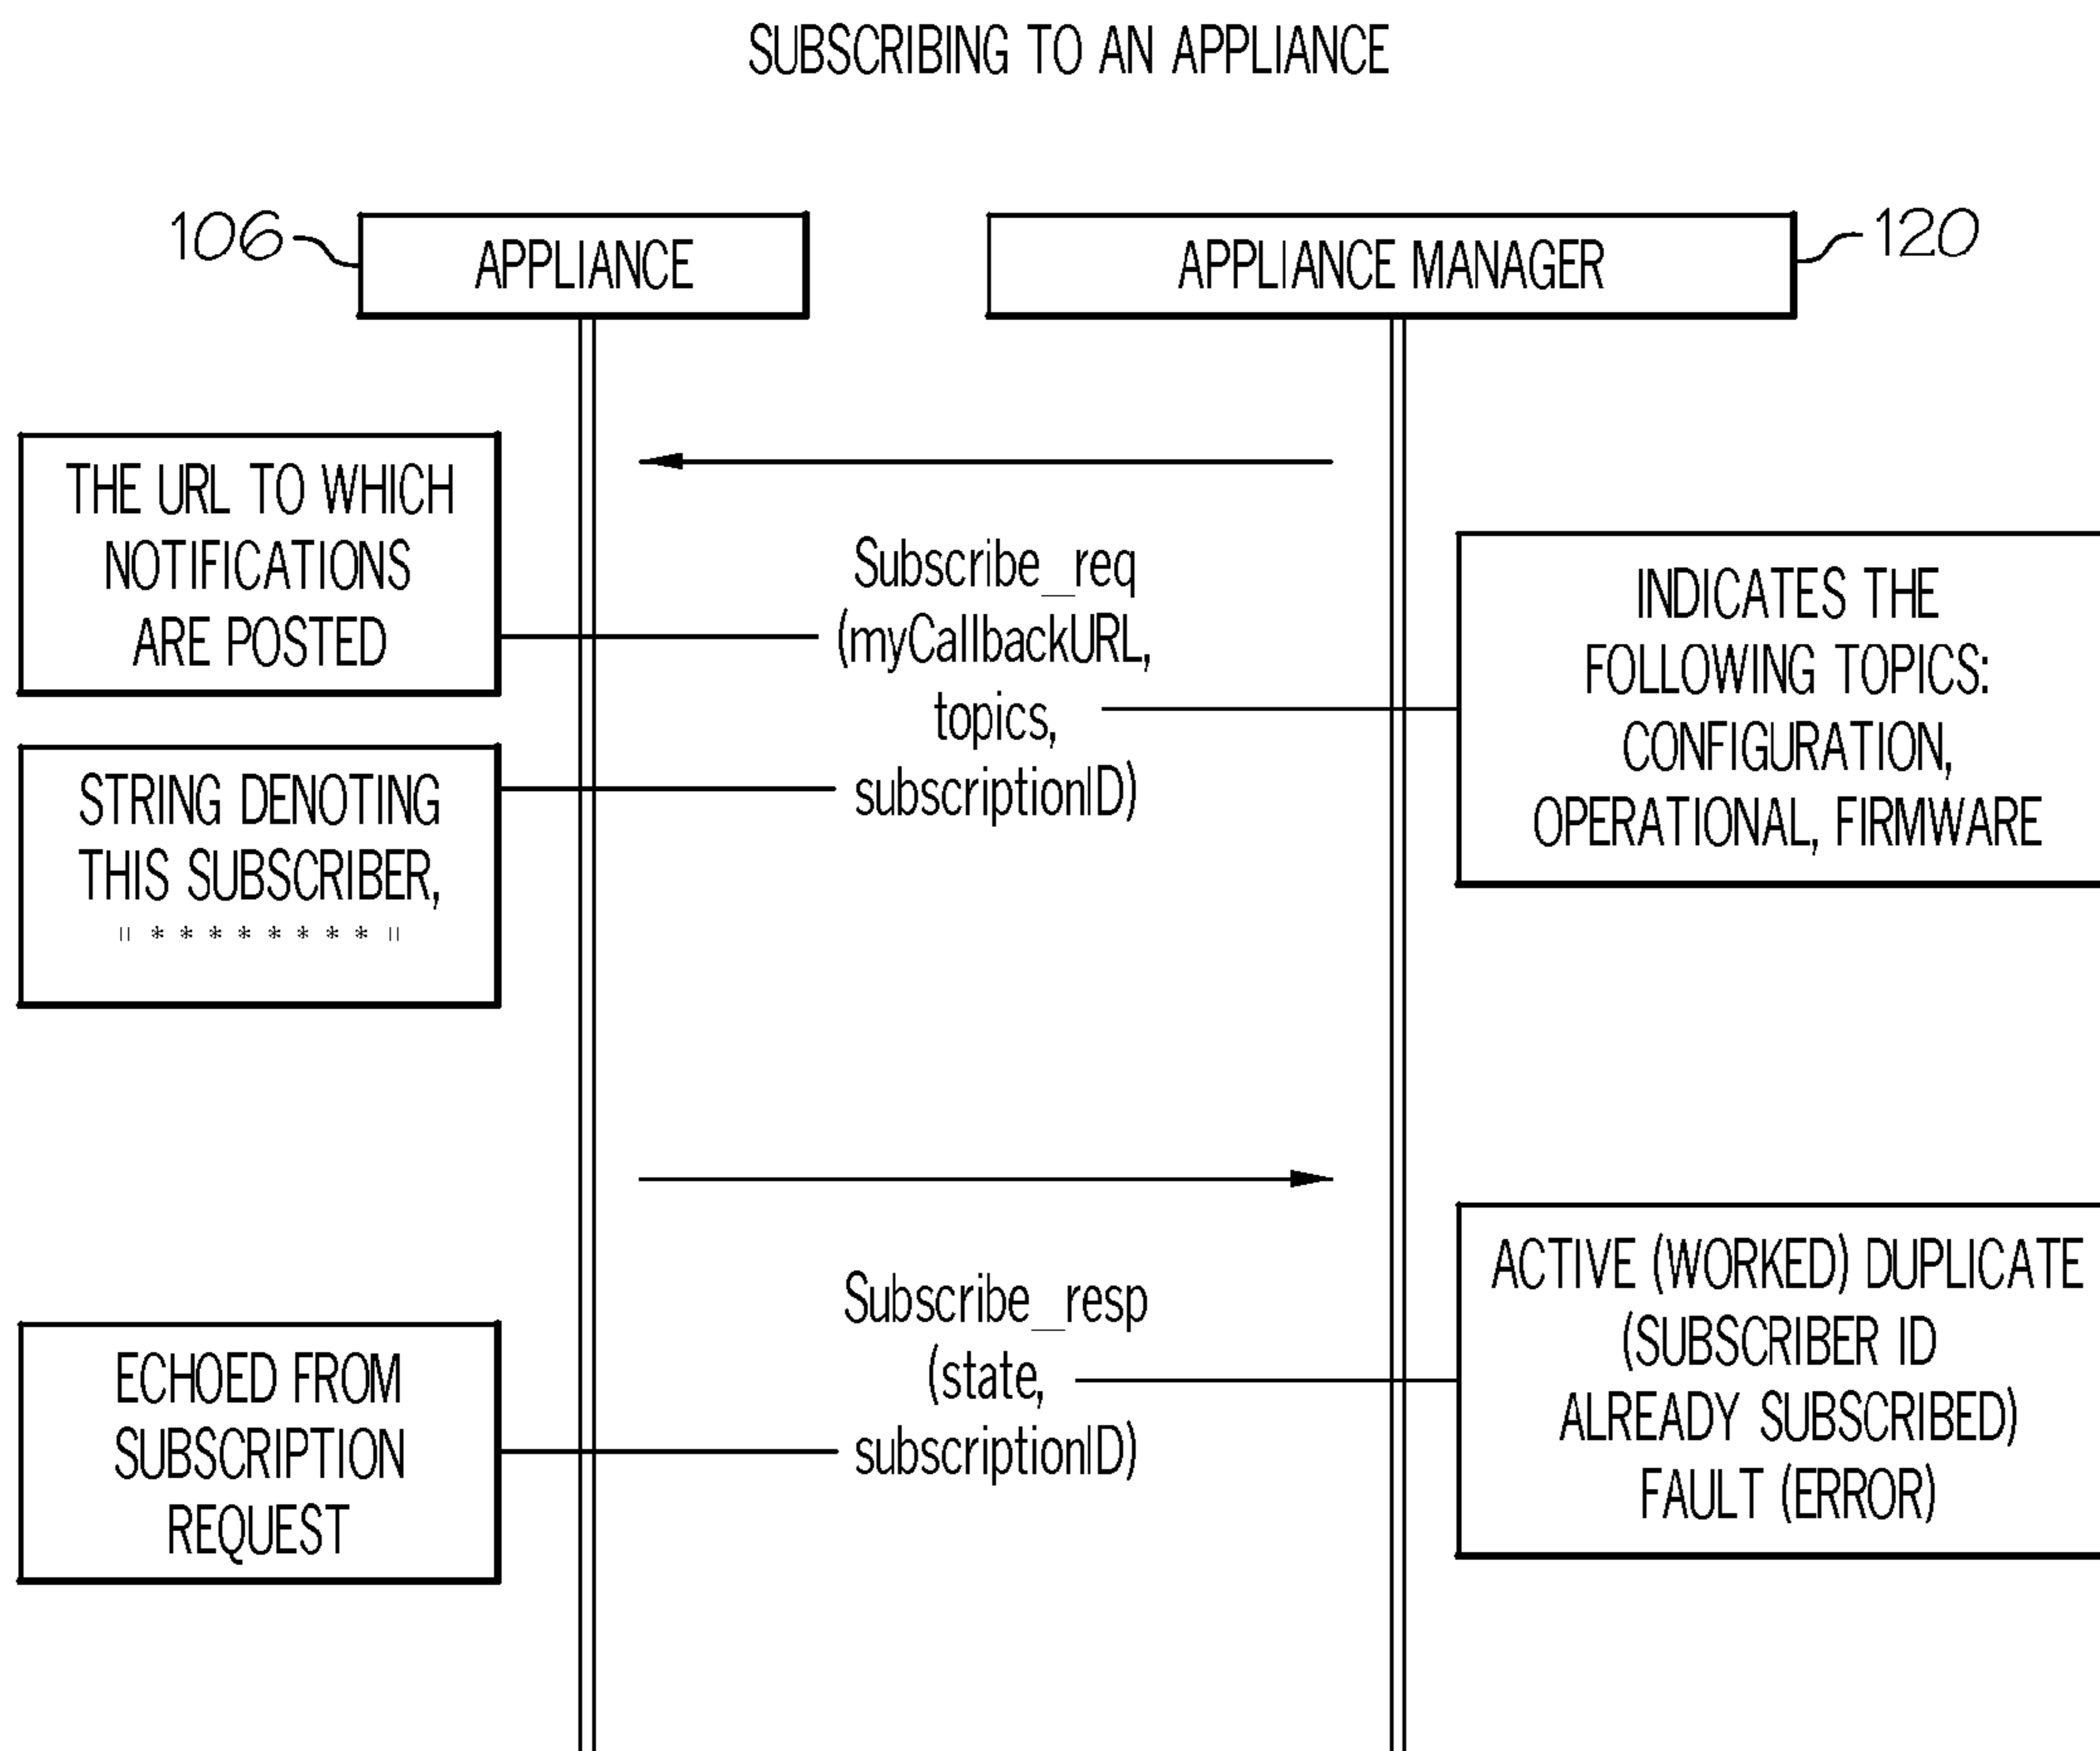 SUBSCRIBING TO AN APPLIANCE
106
APPLIANCE
APPLIANCE MANAGER
120
THE URL TO WHICH
NOTIFICATIONS
ARE POSTED
Subscribe_req
(myCallbackURL,
topics,
subscriptionID)
INDICATES THE
FOLLOWING TOPICS:
CONFIGURATION,
OPERATIONAL, FIRMWARE
STRING DENOTING
THIS SUBSCRIBER,
"********"
Subscribe_resp
(state,
subscriptionID)
ACTIVE (WORKED) DUPLICATE
(SUBSCRIBER ID
ALREADY SUBSCRIBED)
FAULT (ERROR)
ECHOED FROM
SUBSCRIPTION
REQUEST